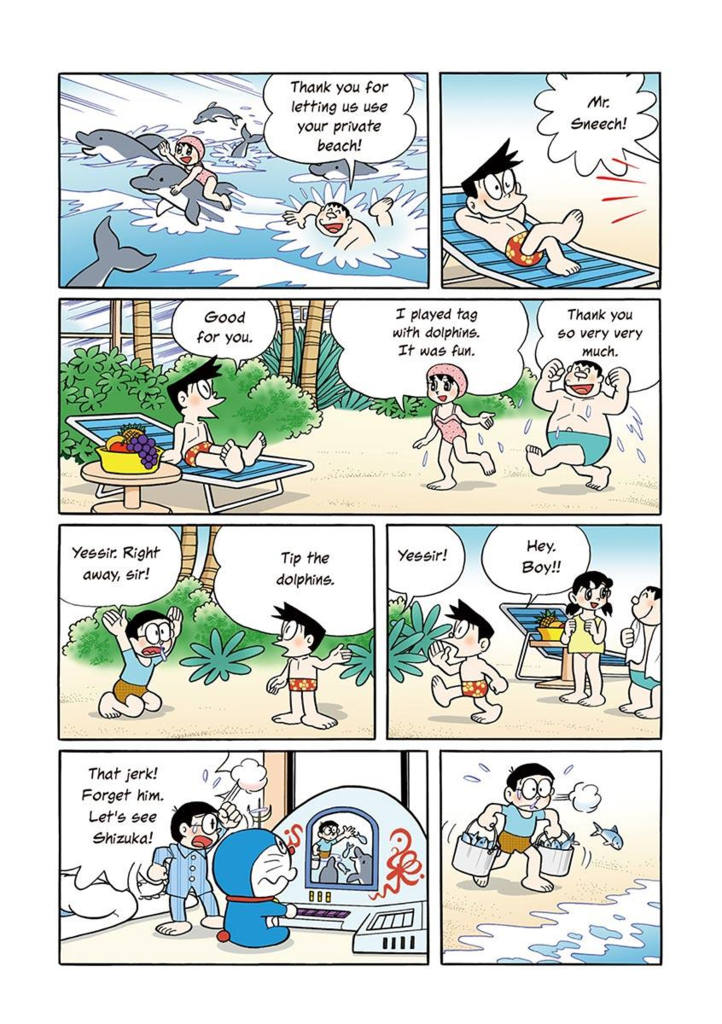 Mr.
Sneech!
Thank you for
letting us use
your private
beach!
Thank you
so very very
much.
I played tag
with dolphins.
It was fun.
Good
for you.
Hey.
Boy!!
Yessir!
Tip the
dolphins.
Yessir. Right
away, sir!
That jerk!
Forget him.
Let's see
Shizuka!